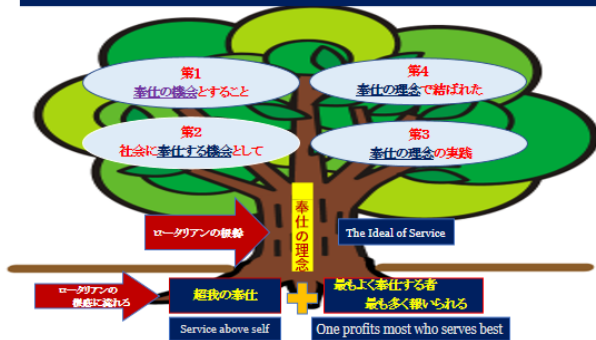 第1
奉仕の機会とすること
第4
奉仕の理念で結ばれた
第2
社会に奉仕する機会として
第3
奉仕の理念の実践
奉仕の理念
ロータリアンの根幹
The Ideal of Service
ロータリアンの
根底に流れる
超我の奉仕
最もよく奉仕する者
最も多く報いられる
Service above self
One profits most who serves best